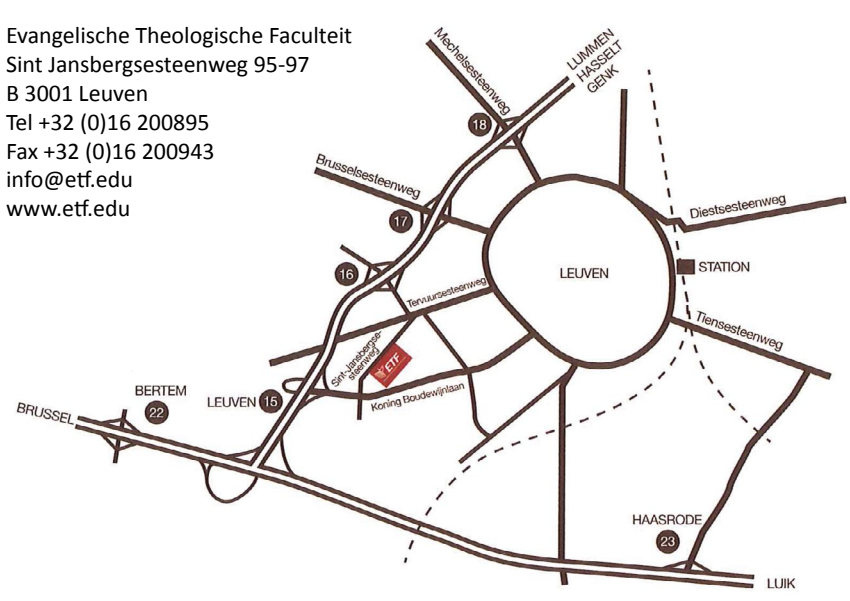 Evangelische Theologische Faculteit
Sint Jansbergsesteenweg 95-97
B 3001 Leuven
Tel +32 (0)16 200895
Fax +32 (0)16 200943
info@etf.edu
www.etf.edu
Mechelsesteenweg
LUMMEN
HASSELT
GENK
18
Brusselsesteenweg
17
Diestsesteenweg
16
LEUVEN
STATION
Tervuursesteenweg
Tiensesteenweg
Sint-Jansbergse-
steenweg
ETF
BERTEM
22
LEUVEN 15
Koning Boudewijnlaan
BRUSSEL
HAASRODE
23
LUIK